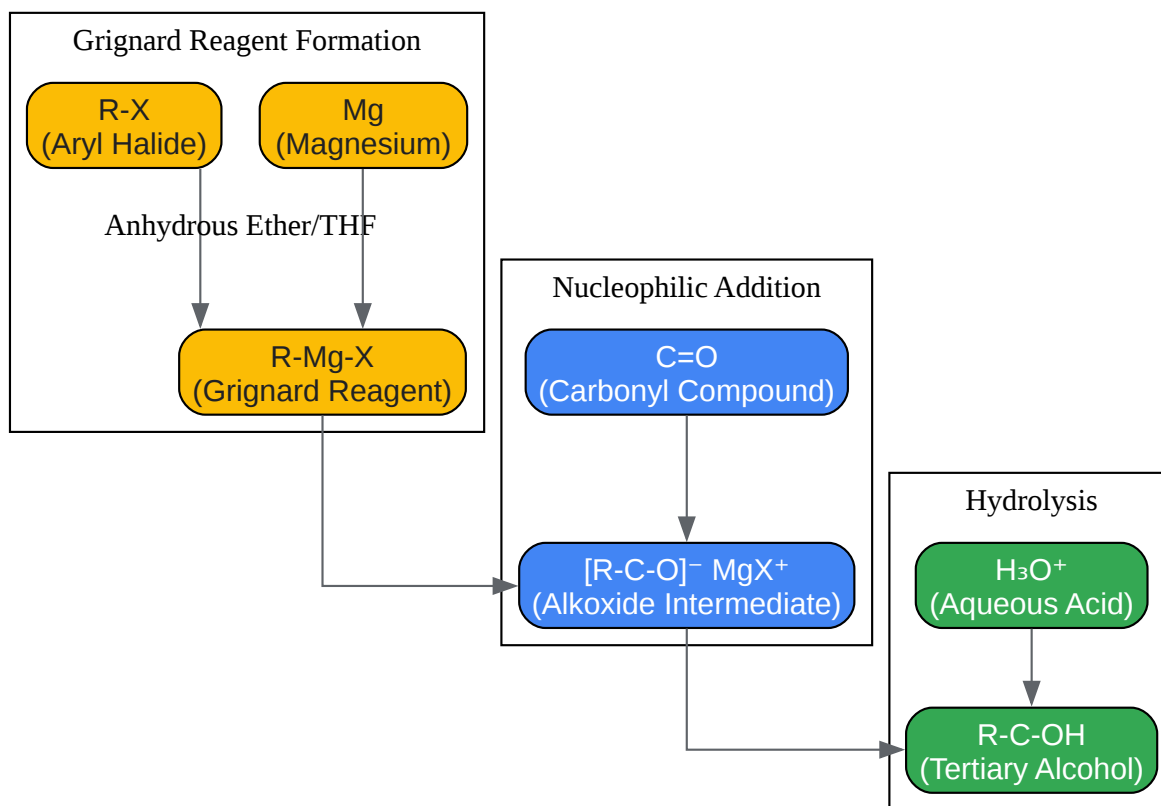 Grignard Reagent Formation
R-X
(Aryl Halide)
Mg
(Magnesium)
Anhydrous Ether/THF
R-Mg-X
(Grignard Reagent)
Nucleophilic Addition
C=O
(Carbonyl Compound)
[R-C-O]⁻ MgX⁺
(Alkoxide Intermediate)
Hydrolysis
H₃O⁺
(Aqueous Acid)
R-C-OH
(Tertiary Alcohol)